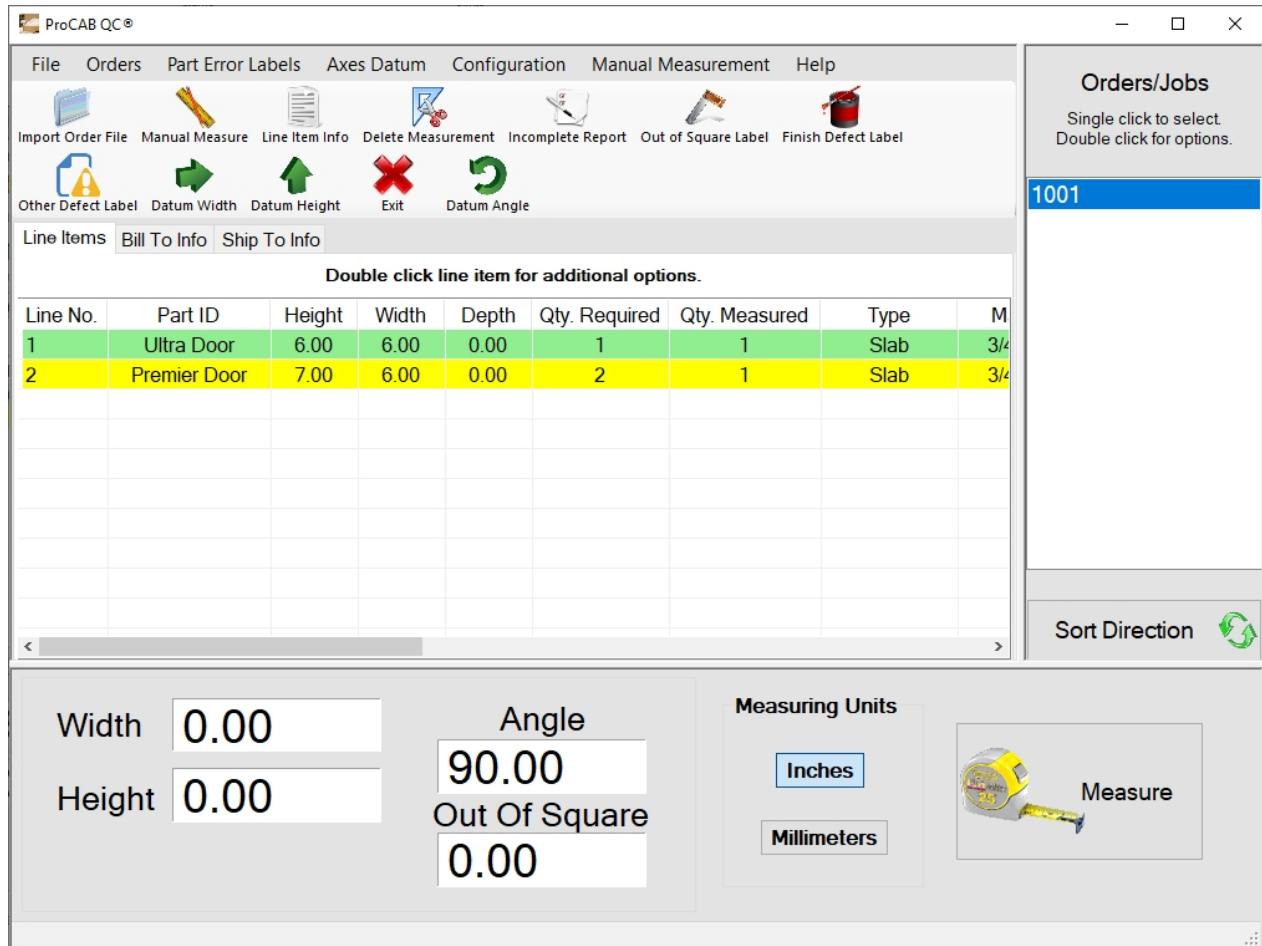 ProCAB QC®
File Orders Part Error Labels Axes Datum Configuration Manual Measurement Help
Import Order File Manual Measure Line Item Info Delete Measurement Incomplete Report Out of Square Label Finish Defect Label
Other Defect Label Datum Width Datum Height Exit Datum Angle
Line Items Bill To Info Ship To Info
Double click line item for additional options.
Line No. Part ID Height Width Depth Qty. Required Qty. Measured Type M
1 Ultra Door 6.00 6.00 0.00 1 1 Slab 3/4
2 Premier Door 7.00 6.00 0.00 2 1 Slab 3/4
Orders/Jobs
Single click to select.
Double click for options.
1001
Sort Direction
Width 0.00
Height 0.00
Angle
90.00
Out Of Square
0.00
Measuring Units
Inches
Millimeters
Measure